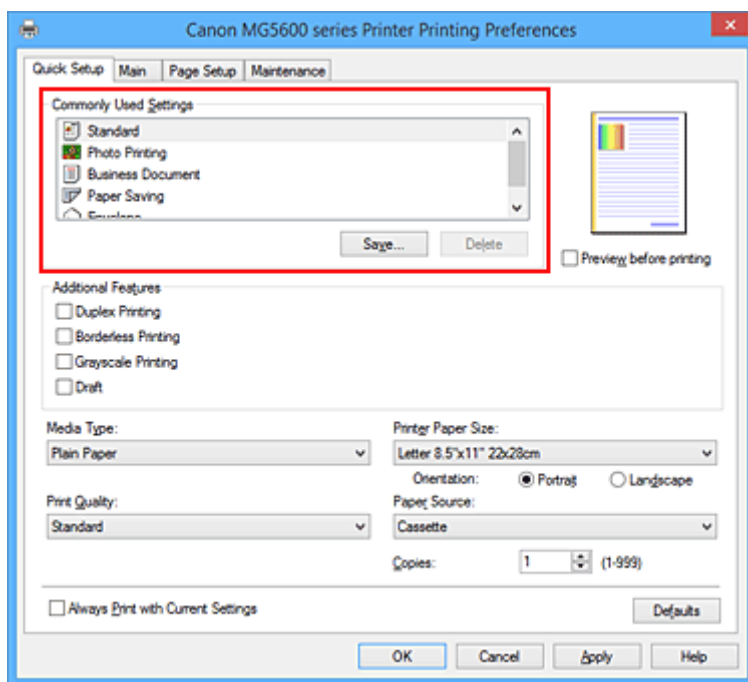 Canon MG5600 series Printer Printing Preferences
Quick Setup Main Page Setup Maintenance
Commonly Used Settings
Standard
Photo Printing
Business Document
Paper Saving
Envelope
Save... Delete
Preview before printing
Additional Features
Duplex Printing
Borderless Printing
Grayscale Printing
Draft
Media Type: Printer Paper Size:
Plain Paper Letter 8.5"x11" 22x28cm
Orientation: Portrait Landscape
Print Quality: Paper Source:
Standard Cassette
Copies: 1 (1-999)
Always Print with Current Settings Defaults
OK Cancel Apply Help